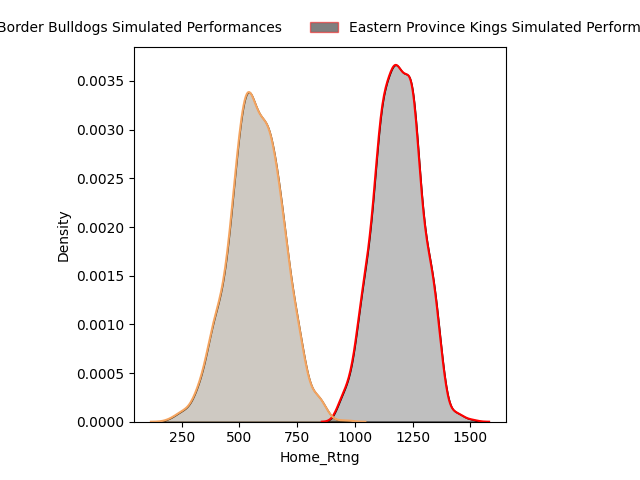 Border Bulldogs Simulated Performances
Eastern Province Kings Simulated Perform
0.0035
0.0030
0.0025
0.0020
0.0015
0.0010
0.0005
0.0000
Density
250 500 750 1000 1250 1500
Home_Rtng